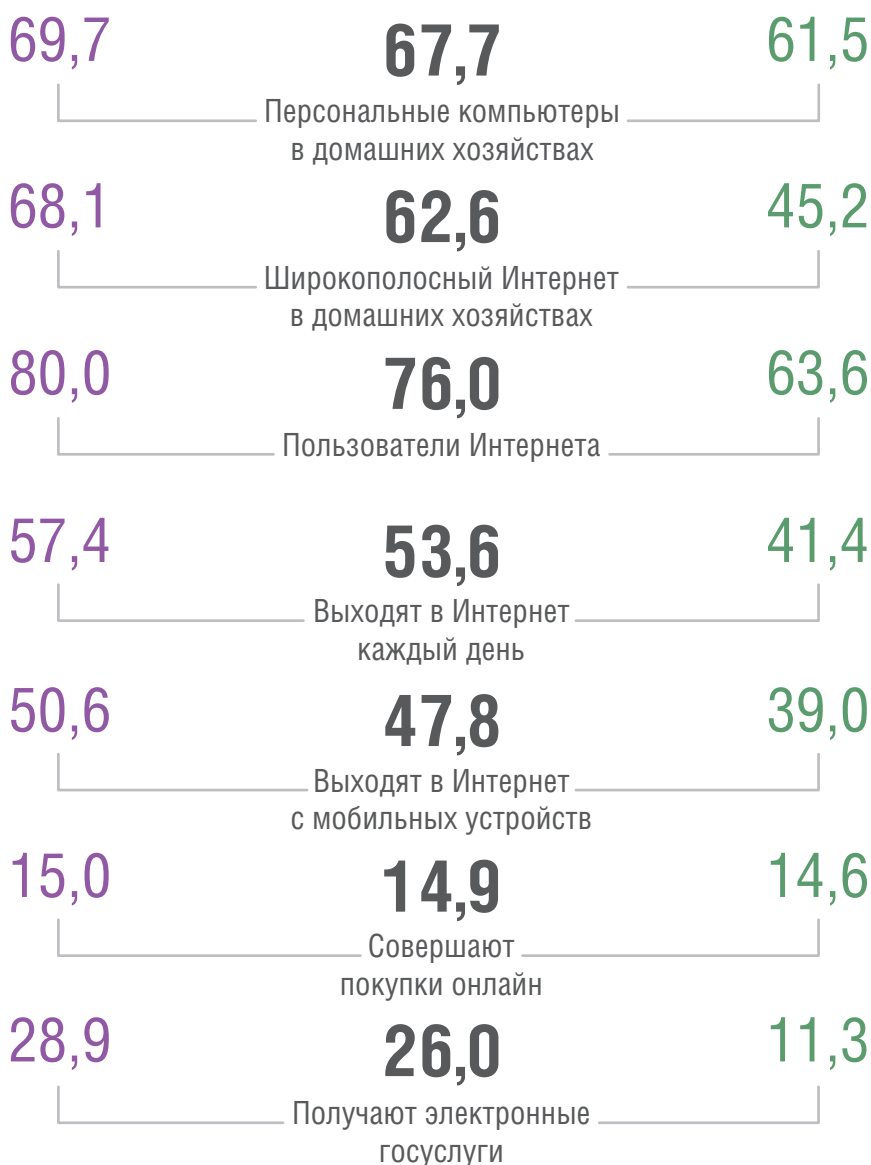 69,7 67,7 61,5
Персональные компьютеры
в домашних хозяйствах
68,1 62,6 45,2
Широкополосный Интернет
в домашних хозяйствах
80,0 76,0 63,6
Пользователи Интернета
57,4 53,6 41,4
Выходят в Интернет
каждый день
50,6 47,8 39,0
Выходят в Интернет
с мобильных устройств
15,0 14,9 14,6
Совершают
покупки онлайн
28,9 26,0 11,3
Получают электронные
госуслуги